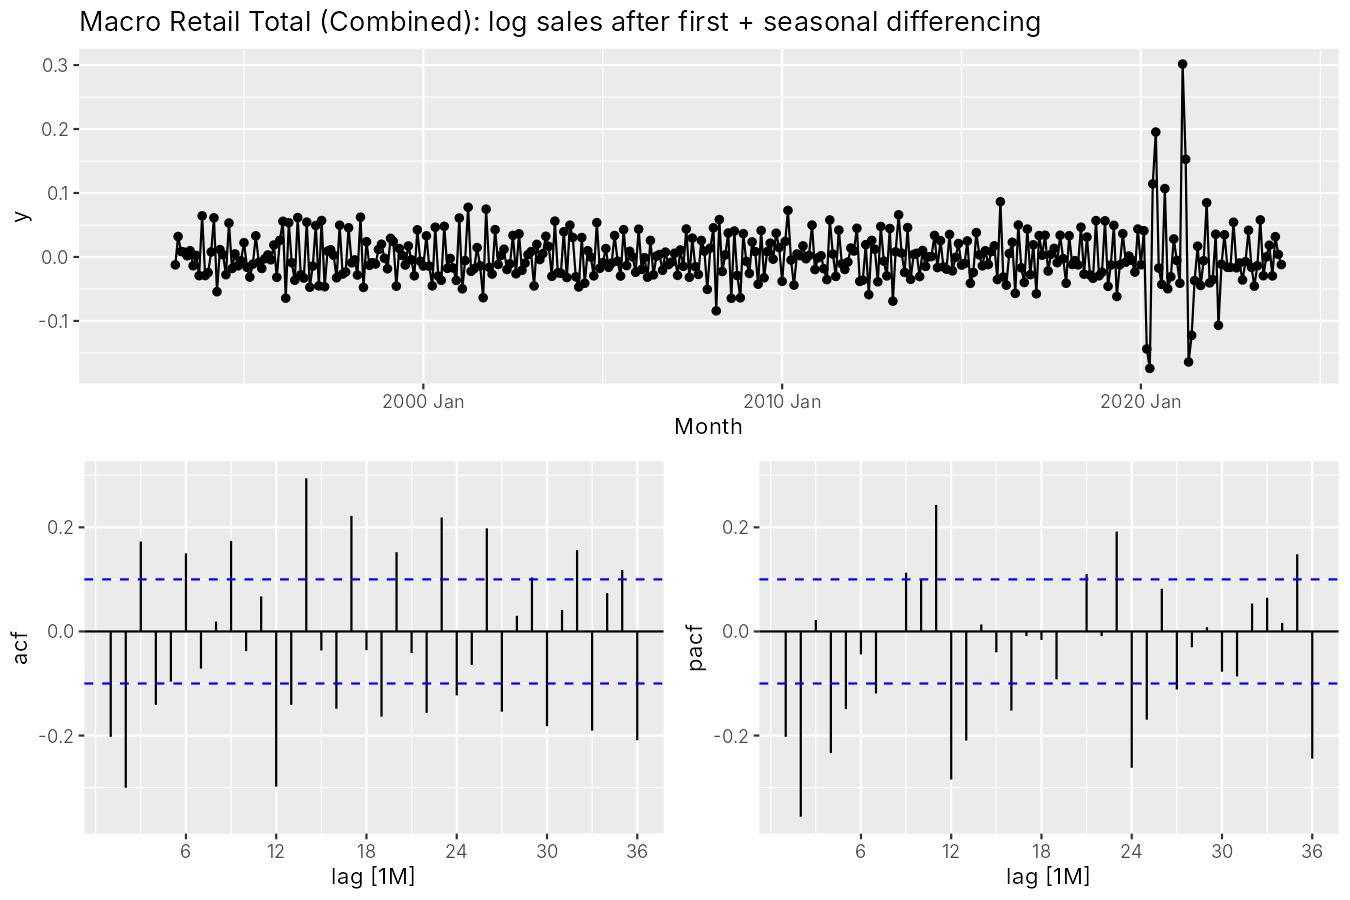 Macro Retail Total (Combined): log sales after first + seasonal differencing
0.3
0.2
0.1
0.0
-0.1
y
2000 Jan 2010 Jan 2020 Jan
Month
0.2
0.0
-0.2
acf
6 12 18 24 30 36
lag [1M]
0.2
0.0
-0.2
pacf
6 12 18 24 30 36
lag [1M]